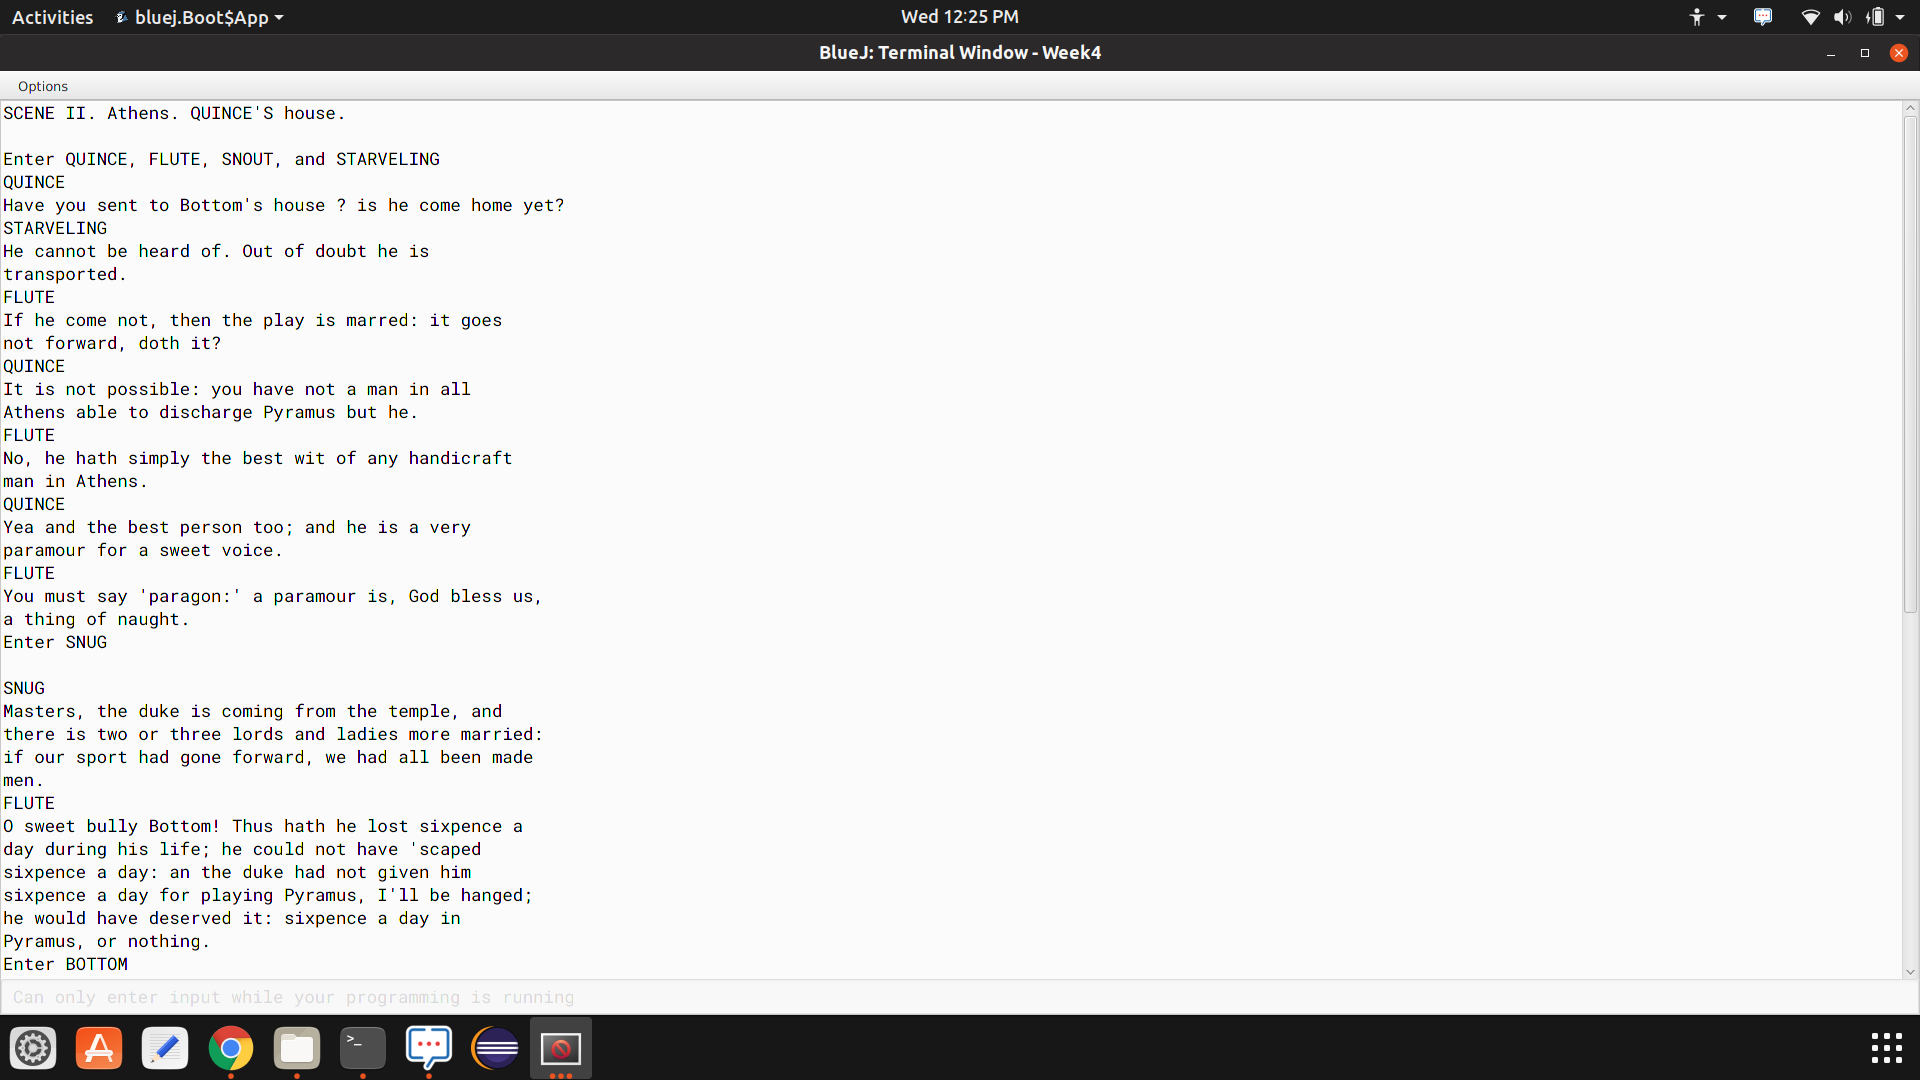 Activities bluej.Boot$App Wed 12:25 PM
BlueJ: Terminal Window - Week4
Options
SCENE II. Athens. QUINCE'S house.
Enter QUINCE, FLUTE, SNOUT, and STARVELING
QUINCE
Have you sent to Bottom's house ? is he come home yet?
STARVELING
He cannot be heard of. Out of doubt he is
transported.
FLUTE
If he come not, then the play is marred: it goes
not forward, doth it?
QUINCE
It is not possible: you have not a man in all
Athens able to discharge Pyramus but he.
FLUTE
No, he hath simply the best wit of any handicraft
man in Athens.
QUINCE
Yea and the best person too; and he is a very
paramour for a sweet voice.
FLUTE
You must say 'paragon:' a paramour is, God bless us,
a thing of naught.
Enter SNUG
SNUG
Masters, the duke is coming from the temple, and
there is two or three lords and ladies more married:
if our sport had gone forward, we had all been made
men.
FLUTE
O sweet bully Bottom! Thus hath he lost sixpence a
day during his life; he could not have 'scaped
sixpence a day: an the duke had not given him
sixpence a day for playing Pyramus, I'll be hanged;
he would have deserved it: sixpence a day in
Pyramus, or nothing.
Enter BOTTOM
Can only enter input while your programming is running